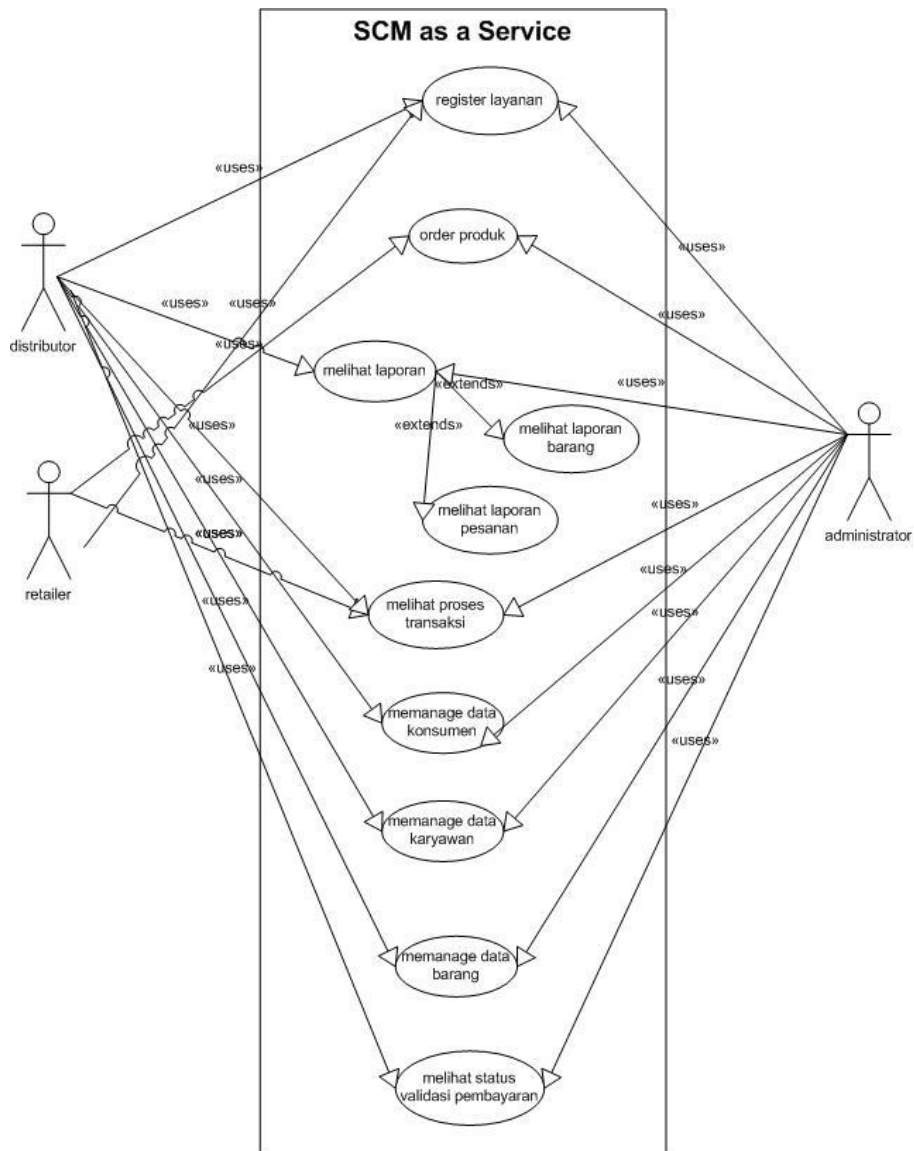 SCM as a Service
register layanan
«uses»
order produk
«uses»
«uses»
«uses»
distributor
«uses»
«uses»
melihat laporan
«extends»
«uses»
«extends»
melihat laporan
barang
«uses»
«uses»
melihat laporan
pesanan
«uses»
administrator
«uses»
«uses»
retailer
melihat proses
transaksi
«uses»
«uses»
«uses»
«uses»
«uses»
memanage data
konsumen
«uses»
memanage data
karyawan
memanage data
barang
melihat status
validasi pembayaran